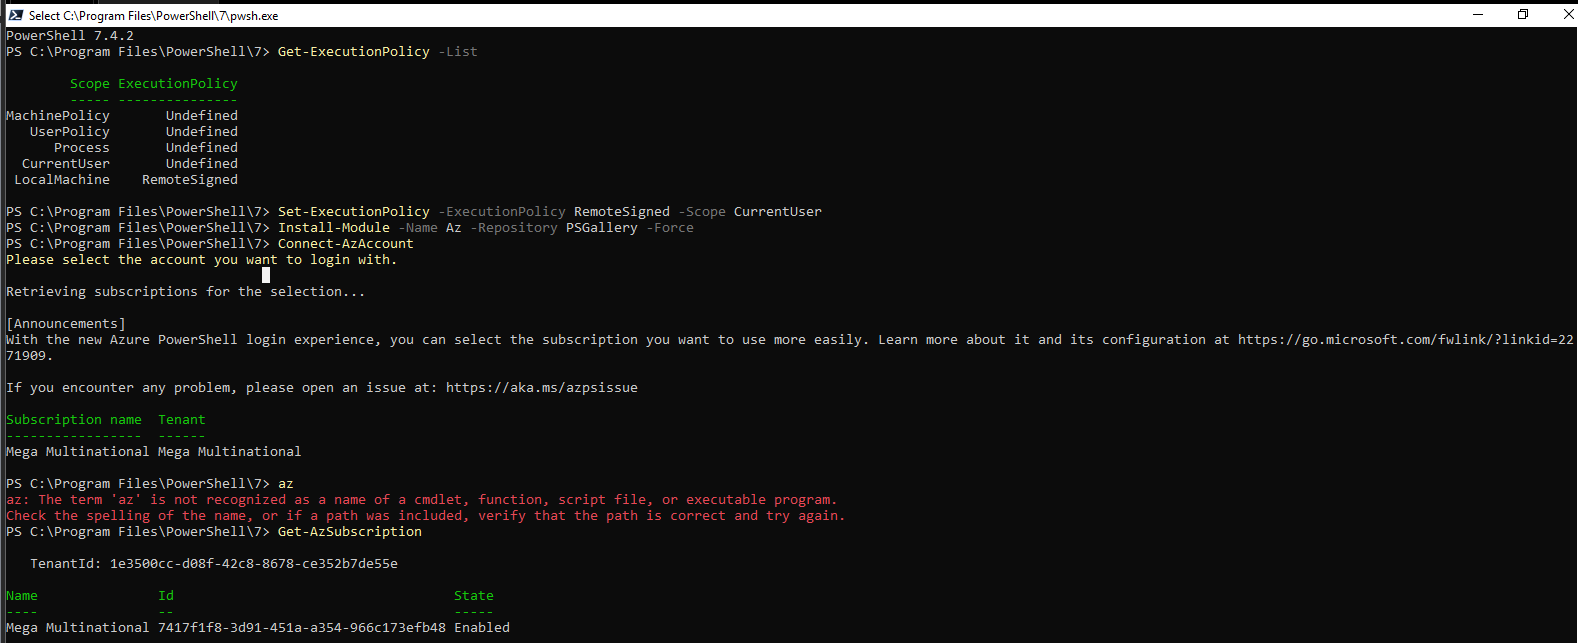 Select C:\Program Files\PowerShell\7\pwsh.exe
PowerShell 7.4.2
PS C:\Program Files\PowerShell\7> Get-ExecutionPolicy -List
Scope ExecutionPolicy
----- ---------------
MachinePolicy Undefined
UserPolicy Undefined
Process Undefined
CurrentUser Undefined
LocalMachine RemoteSigned
PS C:\Program Files\PowerShell\7> Set-ExecutionPolicy -ExecutionPolicy RemoteSigned -Scope CurrentUser
PS C:\Program Files\PowerShell\7> Install-Module -Name Az -Repository PSGallery -Force
PS C:\Program Files\PowerShell\7> Connect-AzAccount
Please select the account you want to login with.
Retrieving subscriptions for the selection...
[Announcements]
With the new Azure PowerShell login experience, you can select the subscription you want to use more easily. Learn more about it and its configuration at https://go.microsoft.com/fwlink/?linkid=22
71909.
If you encounter any problem, please open an issue at: https://aka.ms/azpsissue
Subscription name Tenant
----------------- ------
Mega Multinational Mega Multinational
PS C:\Program Files\PowerShell\7> az
az: The term 'az' is not recognized as a name of a cmdlet, function, script file, or executable program.
Check the spelling of the name, or if a path was included, verify that the path is correct and try again.
PS C:\Program Files\PowerShell\7> Get-AzSubscription
TenantId: 1e3500cc-d08f-42c8-8678-ce352b7de55e
Name Id State
---- -- -----
Mega Multinational 7417f1f8-3d91-451a-a354-966c173efb48 Enabled